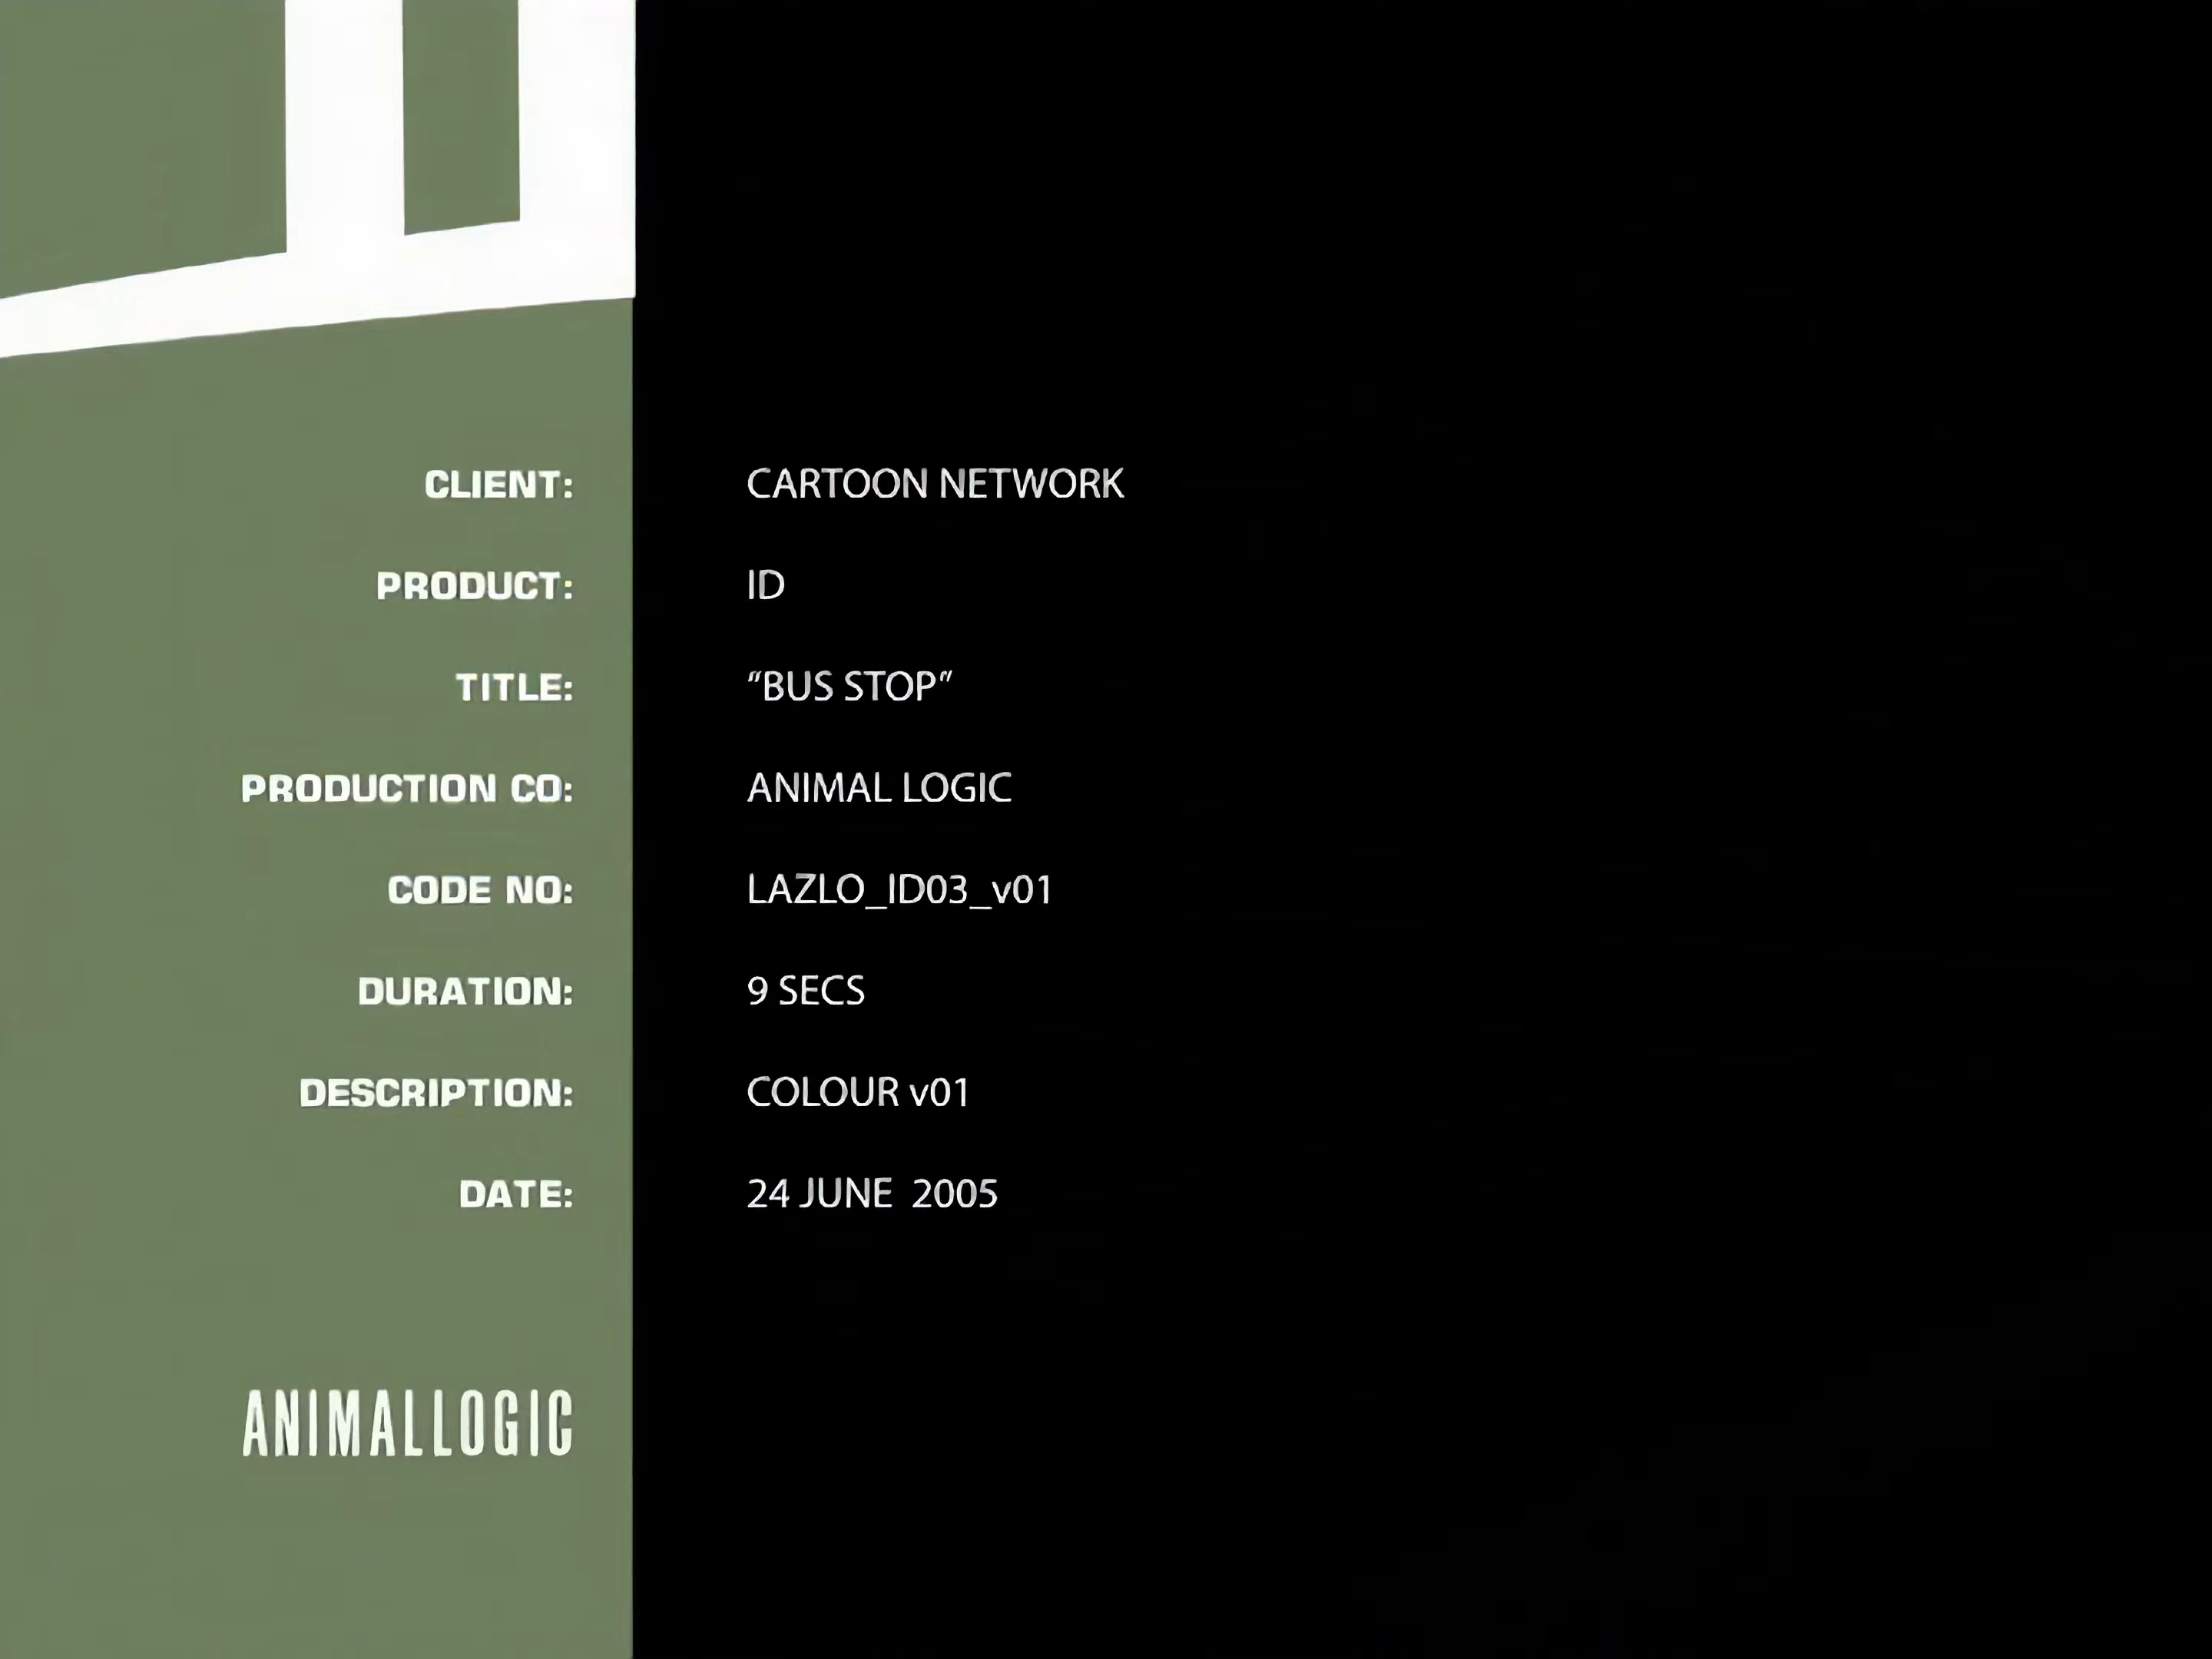 CLIENT: CARTOON NETWORK
PRODUCT: ID
TITLE: “BUS STOP”
PRODUCTION CO: ANIMAL LOGIC
CODE NO: LAZLO_ID03_v01
DURATION: 9 SECS
DESCRIPTION: COLOUR v01
DATE: 24 JUNE 2005
ANIMALLOGIC